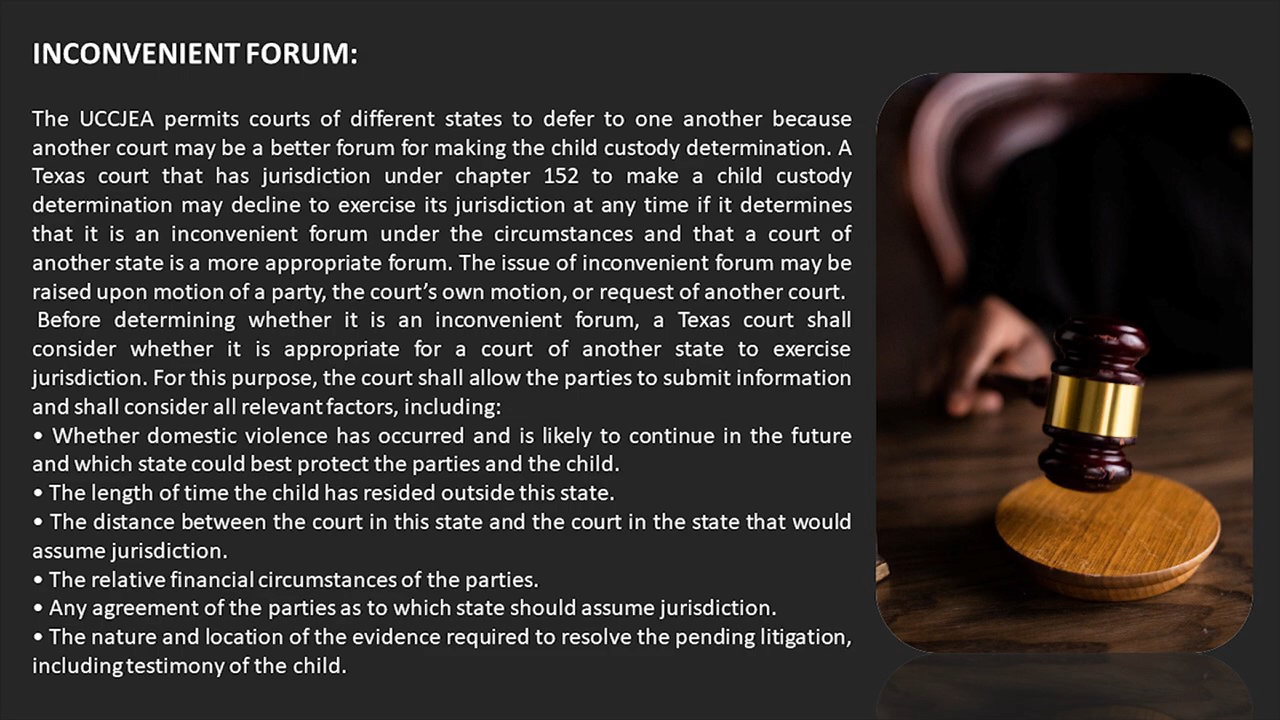 INCONVENIENT FORUM:
The UCCJEA permits courts of different states to defer to one another because
another court may be a better forum for making the child custody determination. A
Texas court that has jurisdiction under chapter 152 to make a child custody
determination may decline to exercise its jurisdiction at any time if it determines
that it is an inconvenient forum under the circumstances and that a court of
another state is a more appropriate forum. The issue of inconvenient forum may be
raised upon motion of a party, the court’s own motion, or request of another court.
Before determining whether it is an inconvenient forum, a Texas court shall
consider whether it is appropriate for a court of another state to exercise
jurisdiction. For this purpose, the court shall allow the parties to submit information
and shall consider all relevant factors, including:
• Whether domestic violence has occurred and is likely to continue in the future
and which state could best protect the parties and the child.
• The length of time the child has resided outside this state.
• The distance between the court in this state and the court in the state that would
assume jurisdiction.
• The relative financial circumstances of the parties.
• Any agreement of the parties as to which state should assume jurisdiction.
• The nature and location of the evidence required to resolve the pending litigation,
including testimony of the child.